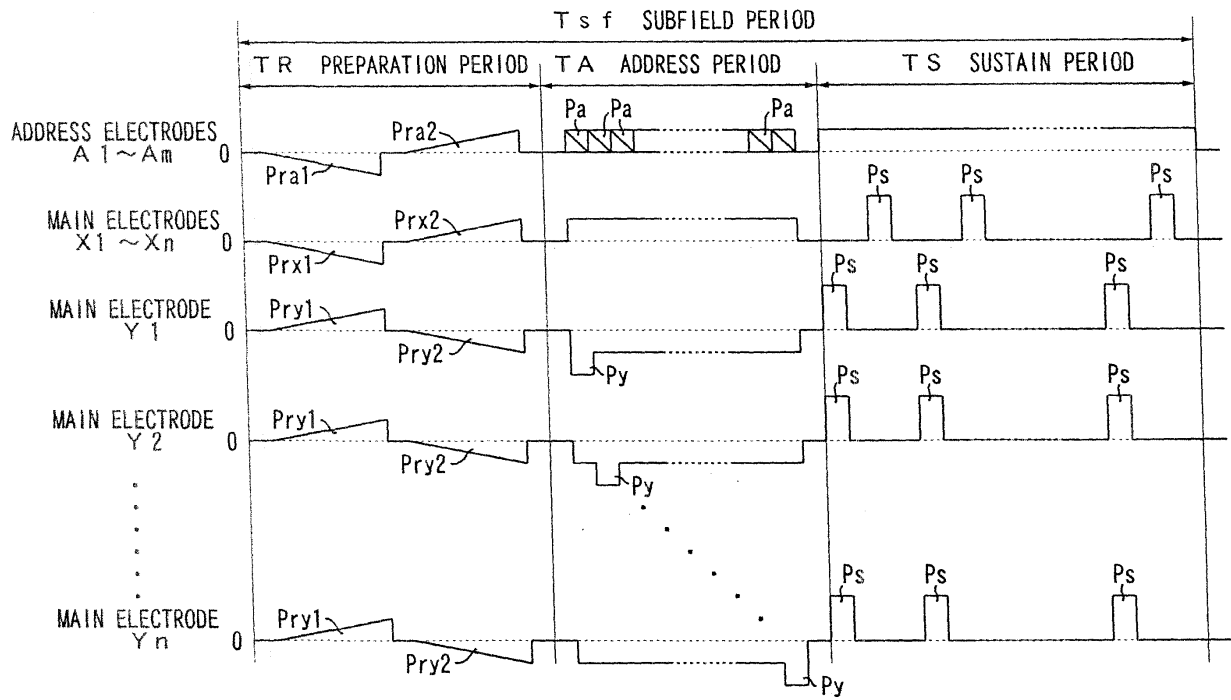 Tsf SUBFIELD PERIOD
TR PREPARATION PERIOD
TA ADDRESS PERIOD
TS SUSTAIN PERIOD
ADDRESS ELECTRODES
A1~Am
0
Pra1
Pra2
Pa
Pa
Pa
MAIN ELECTRODES
X1~Xn
0
Prx1
Prx2
Ps
Ps
Ps
MAIN ELECTRODE
Y1
0
Pry1
Pry2
Py
Ps
Ps
Ps
MAIN ELECTRODE
Y2
0
Pry1
Pry2
Py
Ps
Ps
Ps
MAIN ELECTRODE
Yn
0
Pry1
Pry2
Py
Ps
Ps
Ps